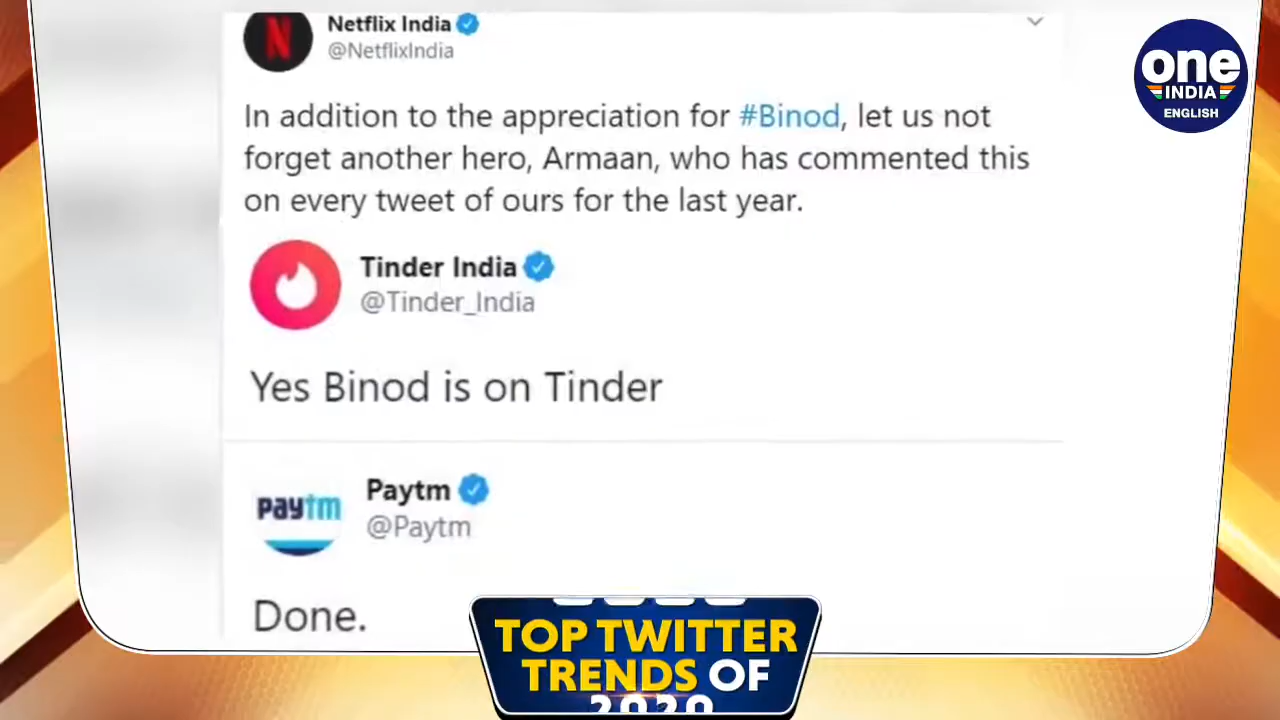 Netflix India
@NetflixIndia
In addition to the appreciation for #Binod, let us not
forget another hero, Armaan, who has commented this
on every tweet of ours for the last year.
Tinder India
@Tinder_India
Yes Binod is on Tinder
paytm
Paytm
@Paytm
Done.
one
INDIA
ENGLISH
TOP TWITTER
TRENDS OF
2020